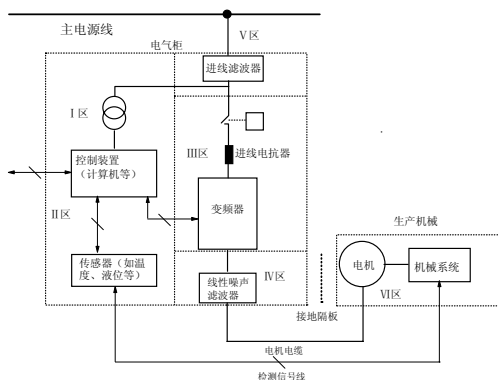 主电源线
V区
电气柜
进线滤波器
I区
III区
进线电抗器
控制装置
（计算机等）
变频器
II区
生产机械
传感器（如温
度、液位等）
线性噪声
滤波器
IV区
电机
机械系统
VI区
接地隔板
电机电缆
检测信号线